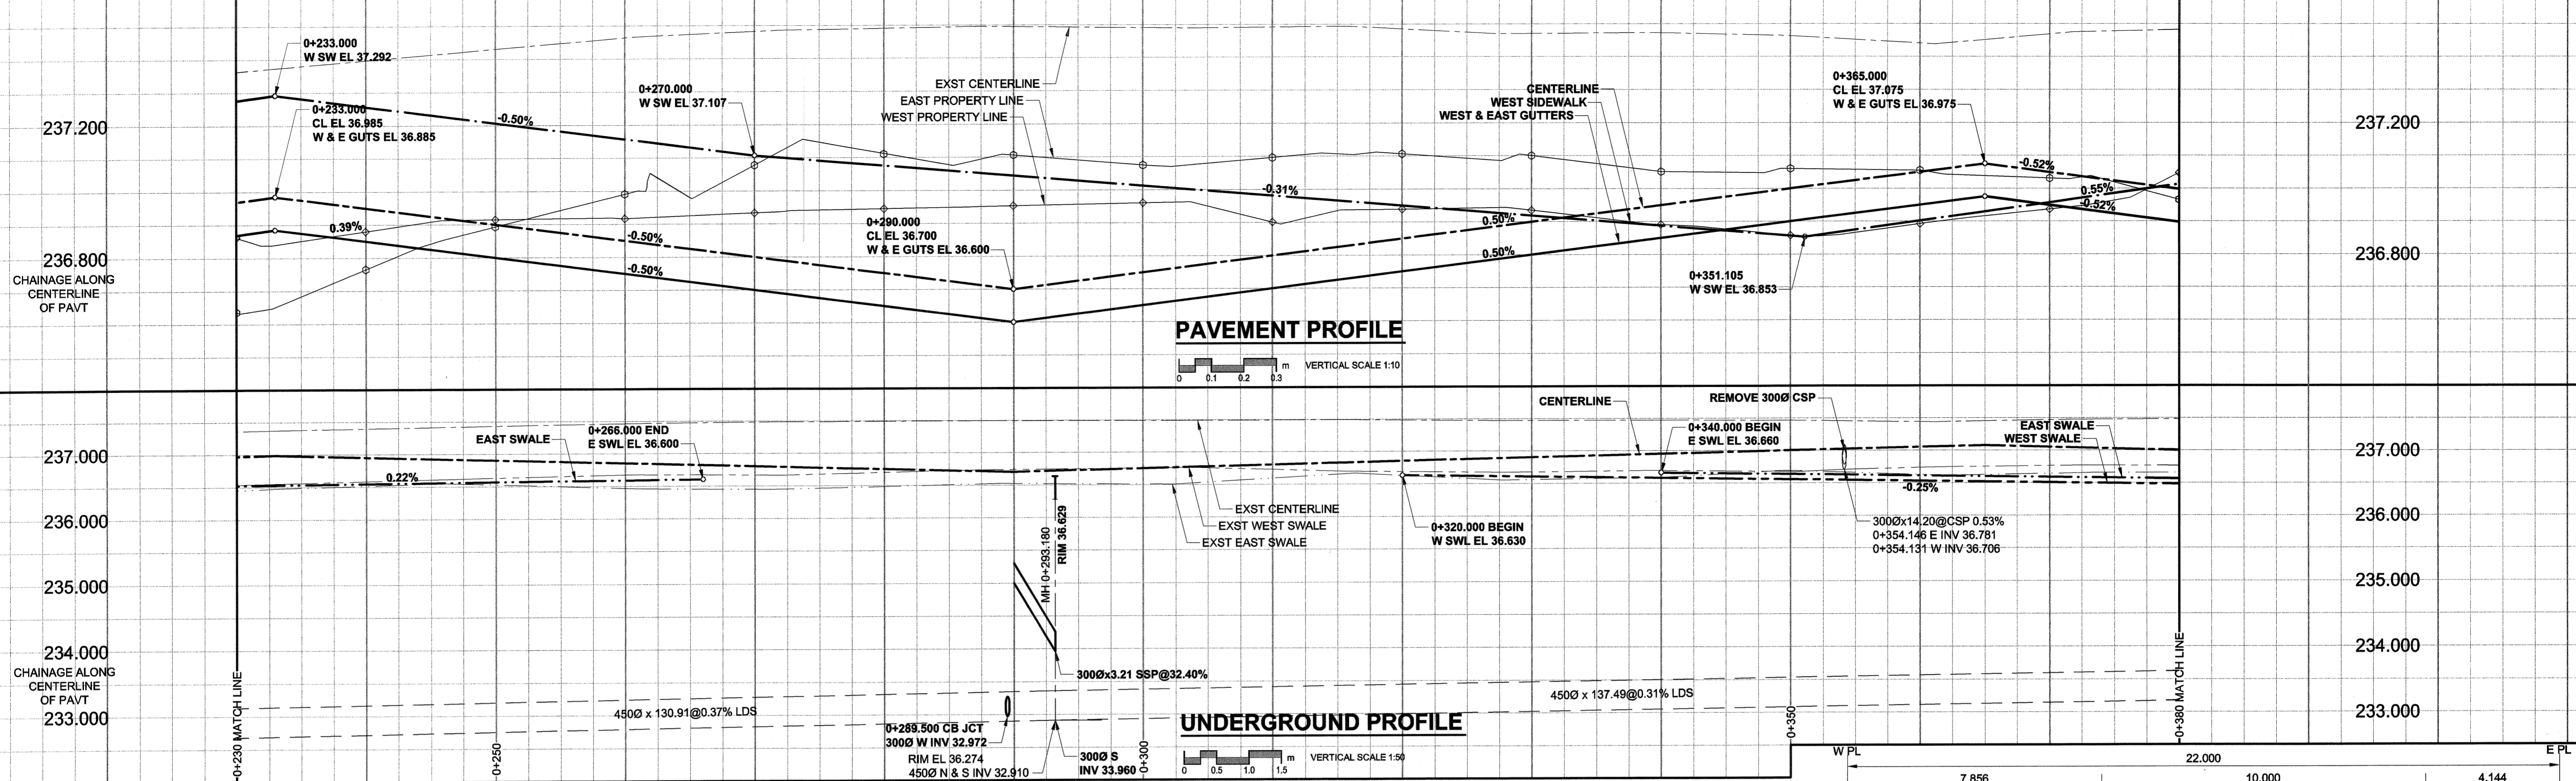 0+233.000
W SW EL 37.292
0+233.000
CL EL 36.985
W & E GUTS EL 36.885
237.200
236.800
CHAINAGE ALONG
CENTERLINE
OF PAVT
0.39%
-0.50%
-0.50%
-0.50%
0+270.000
W SW EL 37.107
EXST CENTERLINE
EAST PROPERTY LINE
WEST PROPERTY LINE
0+290.000
CL EL 36.700
W & E GUTS EL 36.600
-0.31%
CENTERLINE
WEST SIDEWALK
WEST & EAST GUTTERS
0.50%
0.50%
0+365.000
CL EL 37.075
W & E GUTS EL 36.975
-0.52%
0.55%
-0.52%
0+351.105
W SW EL 36.853
237.200
236.800
PAVEMENT PROFILE
0 0.1 0.2 0.3 m VERTICAL SCALE 1:10
237.000
236.000
235.000
234.000
233.000
CHAINAGE ALONG
CENTERLINE
OF PAVT
EAST SWALE
0+266.000 END
E SWL EL 36.600
0.22%
CENTERLINE
REMOVE 300Ø CSP
0+340.000 BEGIN
E SWL EL 36.660
EAST SWALE
WEST SWALE
-0.25%
EXST CENTERLINE
EXST WEST SWALE
EXST EAST SWALE
0+320.000 BEGIN
W SWL EL 36.630
300Øx14.20@CSP 0.53%
0+354.146 E INV 36.781
0+354.131 W INV 36.706
MH 0+293.180
RIM 36.629
300Øx3.21 SSP@32.40%
450Ø x 130.91@0.37% LDS
450Ø x 137.49@0.31% LDS
0+289.500 CB JCT
300Ø W INV 32.972
RIM EL 36.274
450Ø N & S INV 32.910
300Ø S
INV 33.960
UNDERGROUND PROFILE
0 0.5 1.0 1.5 m VERTICAL SCALE 1:50
0+230 MATCH LINE
0+250
0+300
0+350
0+380 MATCH LINE
237.000
236.000
235.000
234.000
233.000
W PL
E PL
22.000
7.856
10.000
4.144